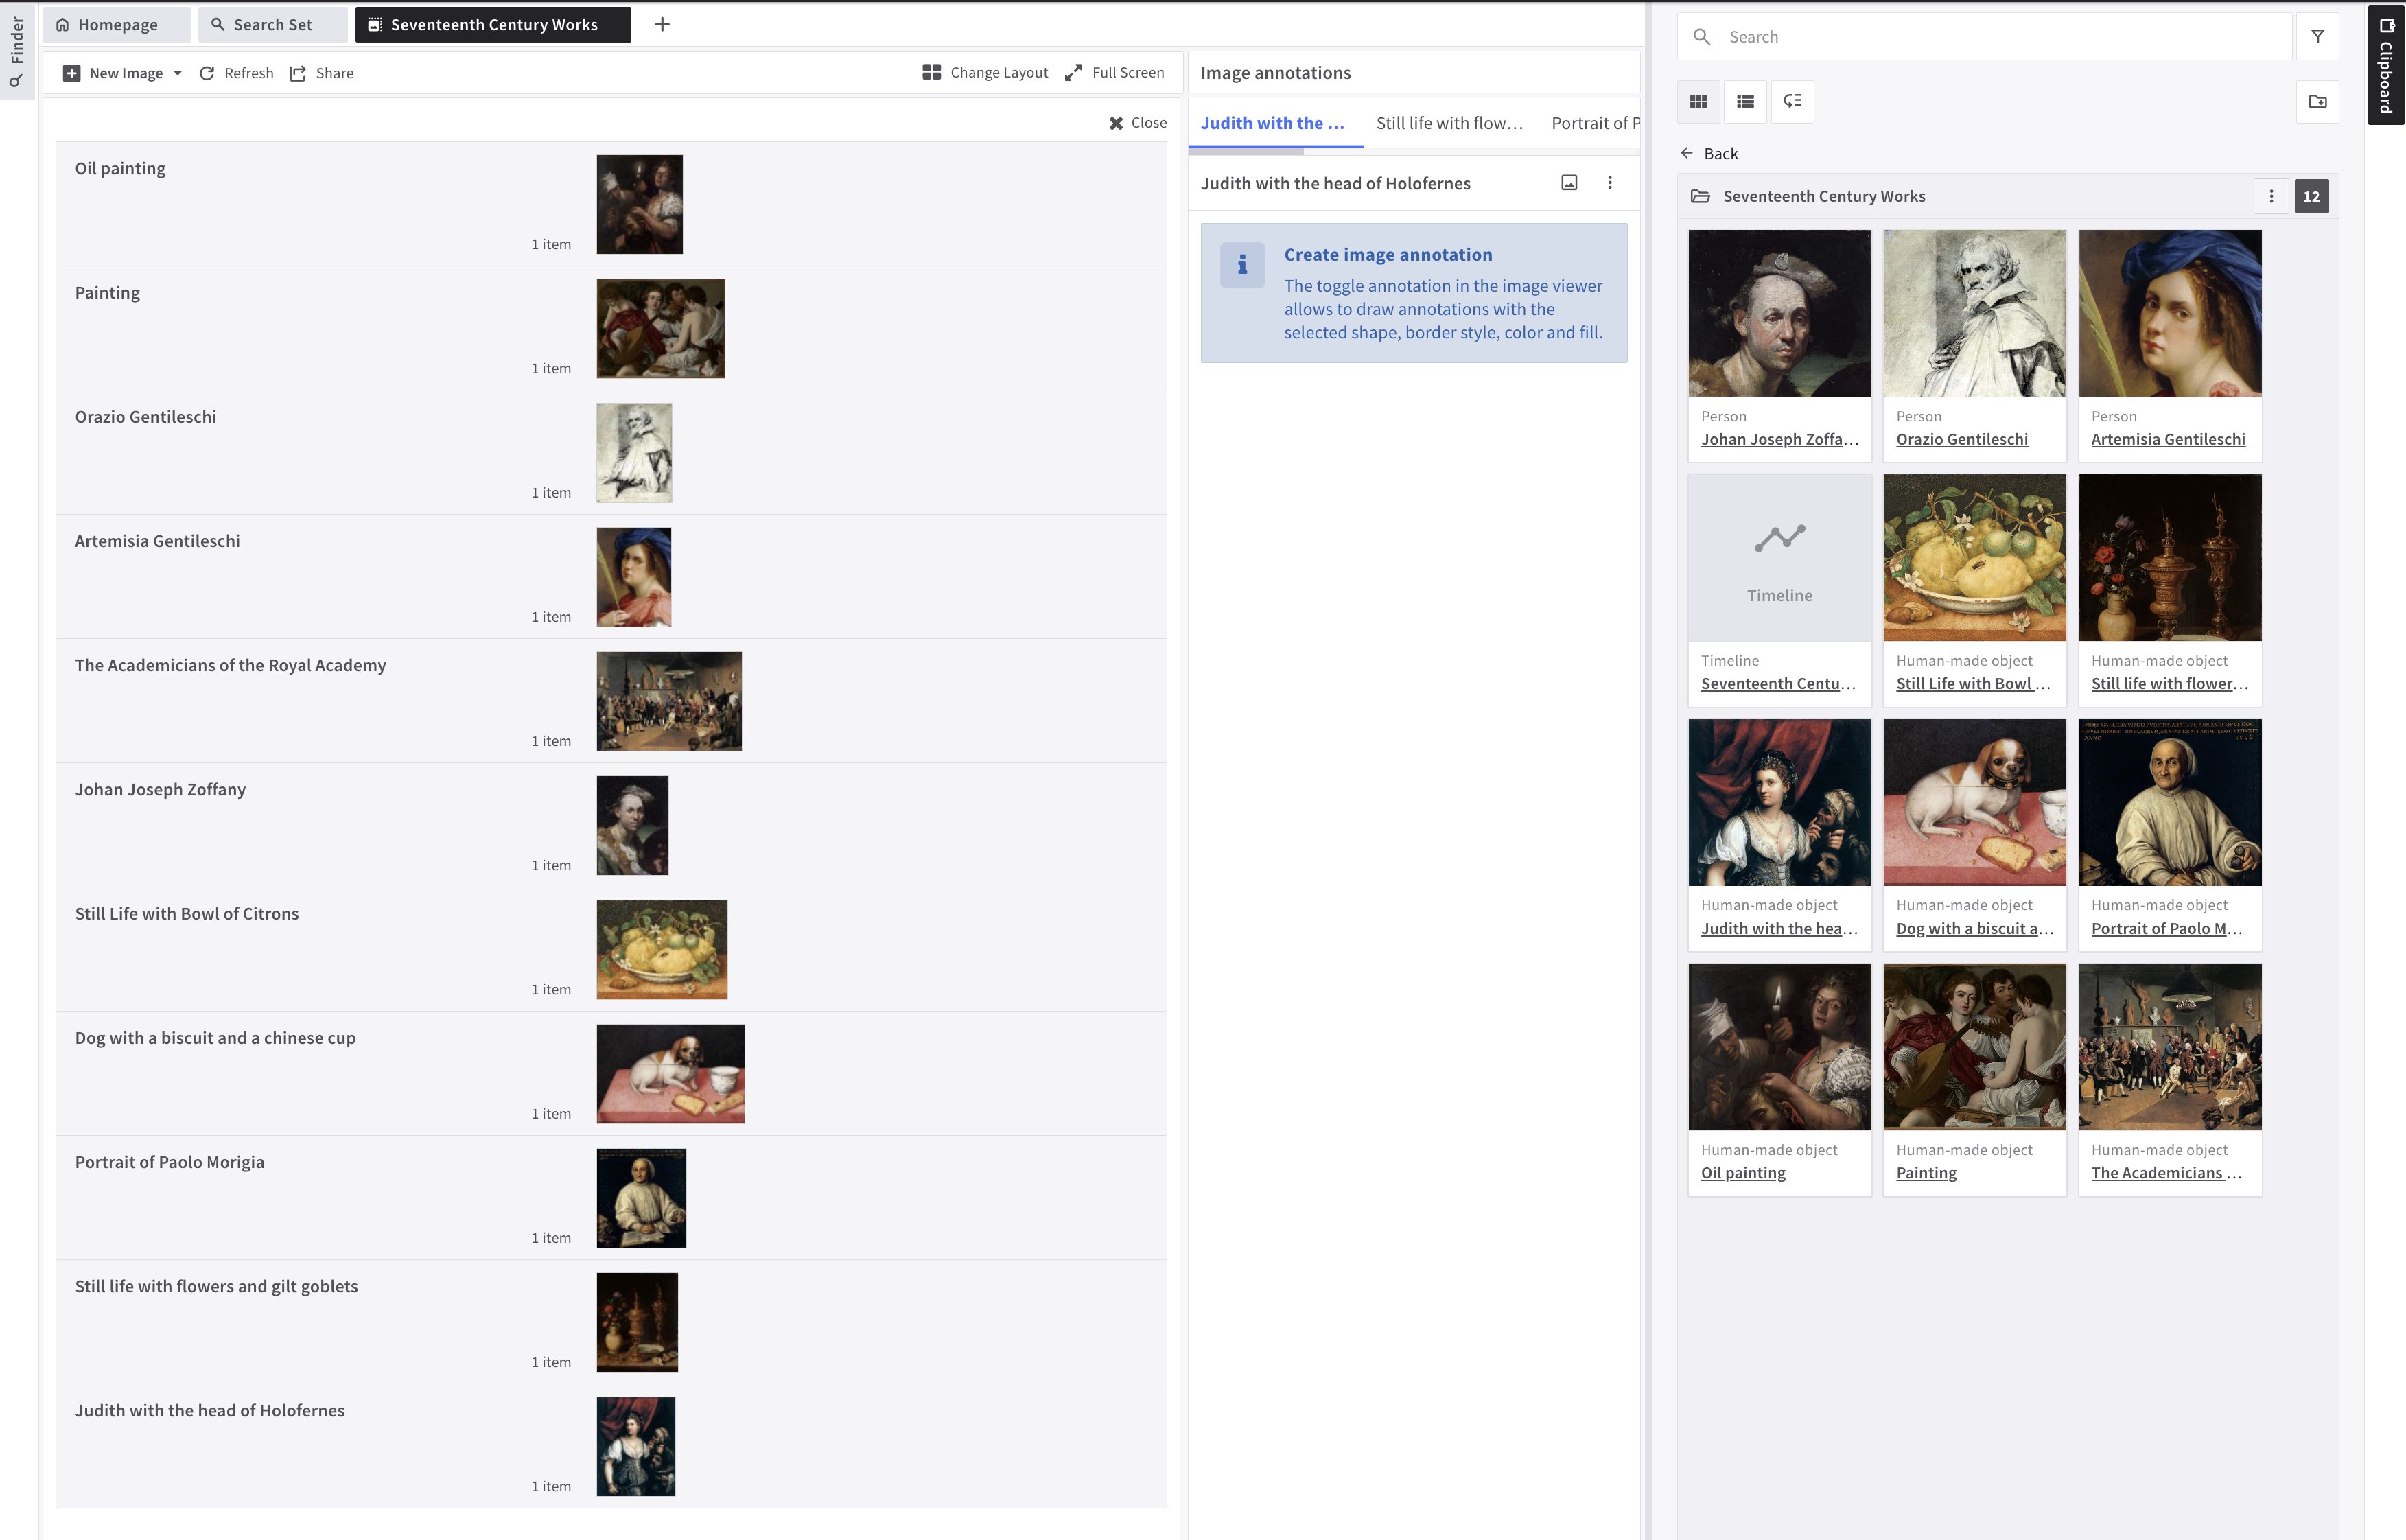 Finder
Homepage
Search Set
Seventeenth Century Works
New Image
Refresh
Share
Change Layout
Full Screen
Close
Oil painting
1 item
Painting
1 item
Orazio Gentileschi
1 item
Artemisia Gentileschi
1 item
The Academicians of the Royal Academy
1 item
Johan Joseph Zoffany
1 item
Still Life with Bowl of Citrons
1 item
Dog with a biscuit and a chinese cup
1 item
Portrait of Paolo Morigia
1 item
Still life with flowers and gilt goblets
1 item
Judith with the head of Holofernes
1 item
Image annotations
Judith with the ...
Still life with flow...
Portrait of P
Judith with the head of Holofernes
Create image annotation
The toggle annotation in the image viewer
allows to draw annotations with the
selected shape, border style, color and fill.
Search
Back
Seventeenth Century Works
12
Person
Johan Joseph Zoffa...
Person
Orazio Gentileschi
Person
Artemisia Gentileschi
Timeline
Timeline
Seventeenth Centu...
Human-made object
Still Life with Bowl ...
Human-made object
Still life with flower...
Human-made object
Judith with the hea...
Human-made object
Dog with a biscuit a...
Human-made object
Portrait of Paolo M...
Human-made object
Oil painting
Human-made object
Painting
Human-made object
The Academicians ...
Clipboard